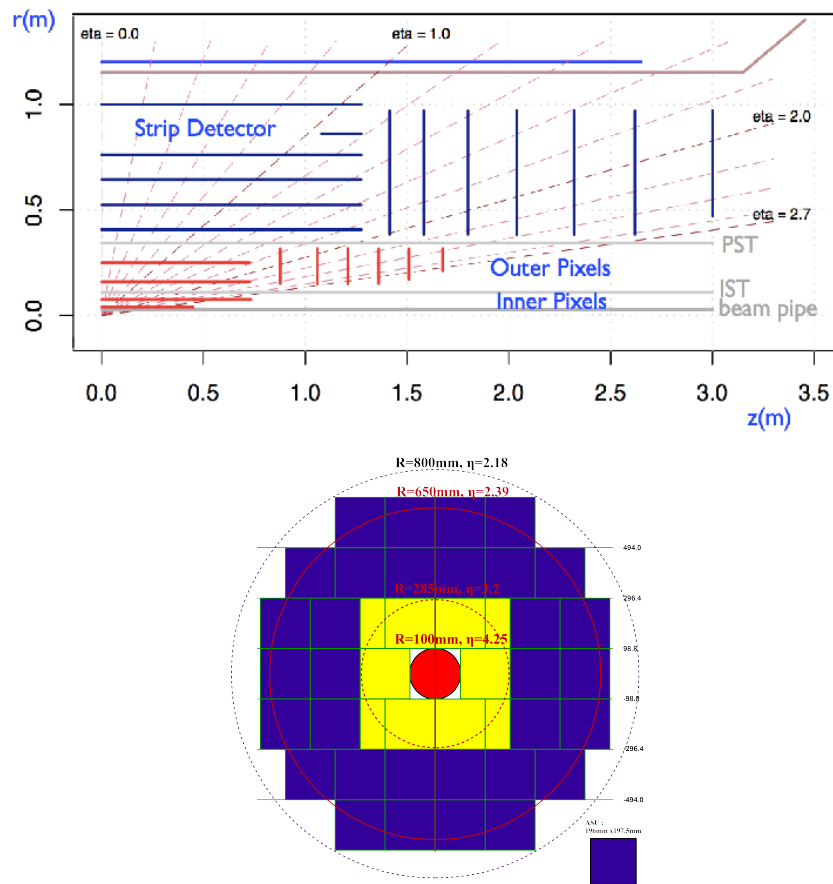 r(m)
eta = 0.0
eta = 1.0
1.0
Strip Detector
eta = 2.0
0.5
eta = 2.7
PST
Outer Pixels
IST
Inner Pixels
beam pipe
0.0
0.0 0.5 1.0 1.5 2.0 2.5 3.0 3.5
z(m)
R=800mm, η=2.18
R=650mm, η=2.39
494.0
R=285mm, η=3.2
296.4
R=100mm, η=4.25
98.8
-98.8
-296.4
-494.0
ASU :
196mm x197.5mm